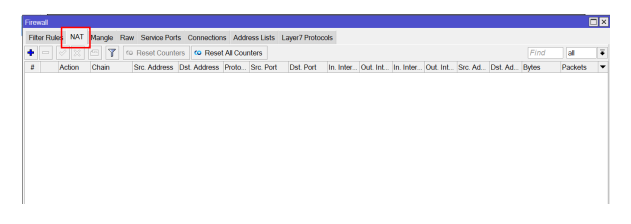 Firewall
Filter Rules NAT Mangle Raw Service Ports Connections Address Lists Layer7 Protocols
Reset Counters Reset All Counters Find all
# Action Chain Src. Address Dst. Address Proto... Src. Port Dst. Port In. Inter... Out. Int... In. Inter... Out. Int... Src. Ad... Dst. Ad... Bytes Packets